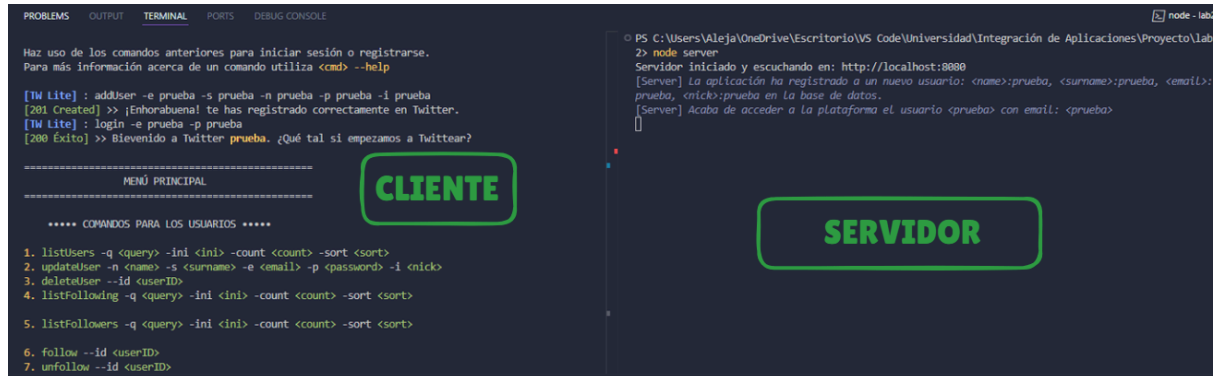 PROBLEMS OUTPUT TERMINAL PORTS DEBUG CONSOLE
Haz uso de los comandos anteriores para iniciar sesión o registrarse.
Para más información acerca de un comando utiliza <cmd> --help
[TW Lite] : addUser -e prueba -s prueba -n prueba -p prueba -i prueba
[201 Created] >> ¡Enhorabuena! te has registrado correctamente en Twitter.
[TW Lite] : login -e prueba -p prueba
[200 Éxito] >> Bievenido a Twitter prueba. ¿Qué tal si empezamos a Twittear?
================================================
MENÚ PRINCIPAL
================================================
***** COMANDOS PARA LOS USUARIOS *****
1. listUsers -q <query> -ini <ini> -count <count> -sort <sort>
2. updateUser -n <name> -s <surname> -e <email> -p <password> -i <nick>
3. deleteUser --id <userID>
4. listFollowing -q <query> -ini <ini> -count <count> -sort <sort>
5. listFollowers -q <query> -ini <ini> -count <count> -sort <sort>
6. follow --id <userID>
7. unfollow --id <userID>
CLIENTE
node - lab2
PS C:\Users\Aleja\OneDrive\Escritorio\VS Code\Universidad\Integración de Aplicaciones\Proyecto\lab
2> node server
Servidor iniciado y escuchando en: http://localhost:8080
[Server] La aplicación ha registrado a un nuevo usuario: <name>:prueba, <surname>:prueba, <email>:
prueba, <nick>:prueba en la base de datos.
[Server] Acaba de acceder a la plataforma el usuario <prueba> con email: <prueba>
SERVIDOR